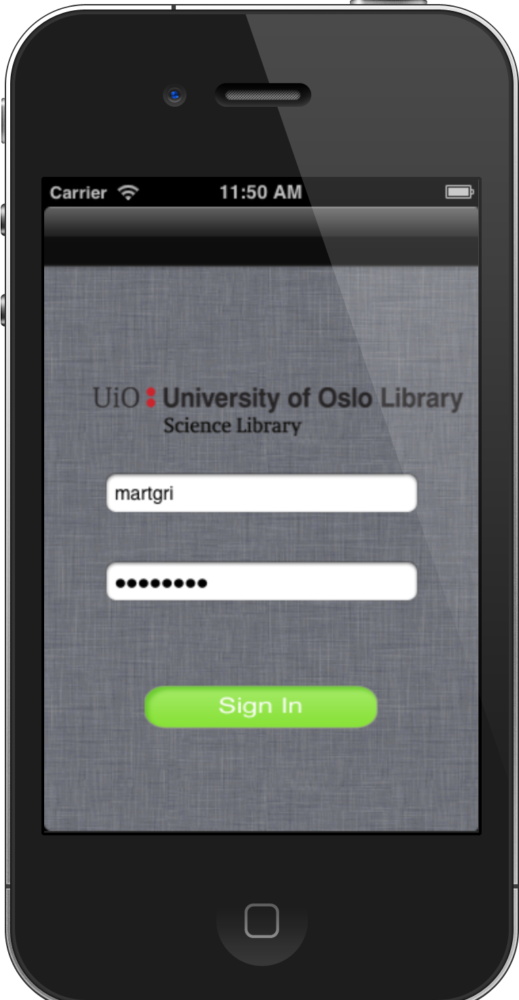 Carrier 11:50 AM
UiO : University of Oslo Library
Science Library
martgri
••••••••
Sign In